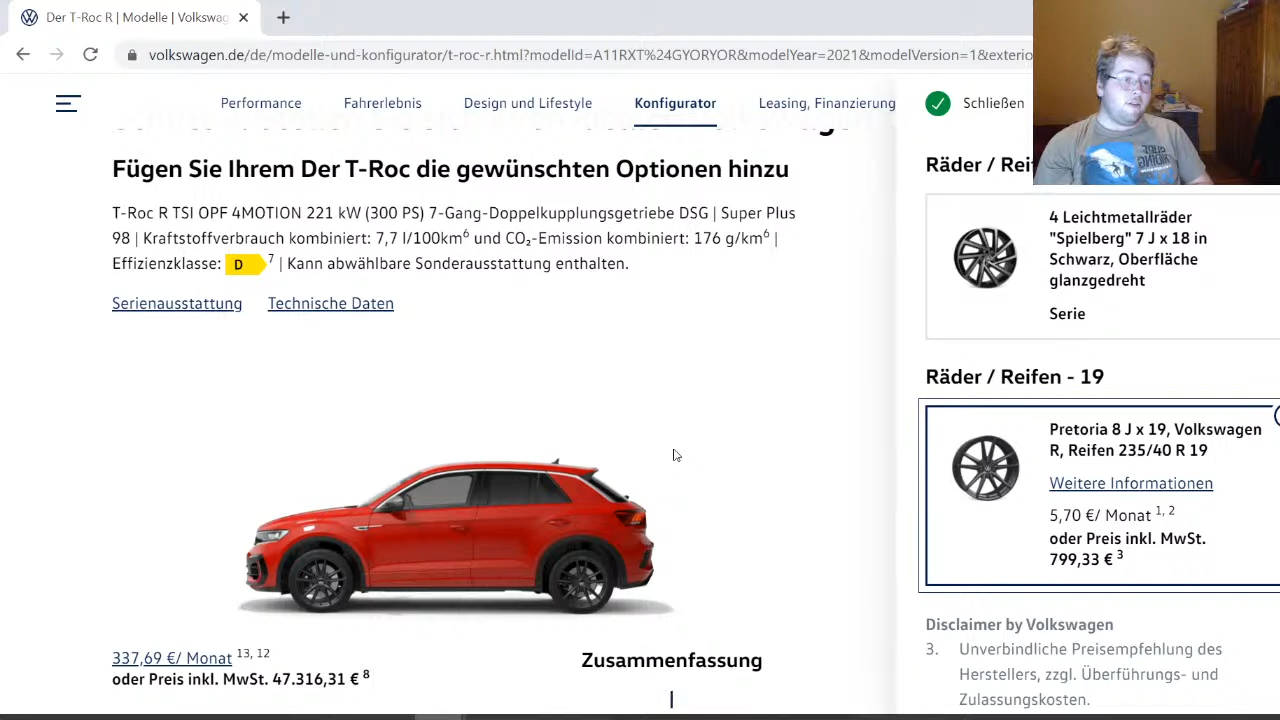 Der T-Roc R | Modelle | Volkswag
volkswagen.de/de/modelle-und-konfigurator/t-roc-r.html?modelId=A11RXT%24GYORYOR&modelYear=2021&modelVersion=1&exterio
Performance Fahrerlebnis Design und Lifestyle Konfigurator Leasing, Finanzierung Schließen
Fügen Sie Ihrem Der T-Roc die gewünschten Optionen hinzu
T-Roc R TSI OPF 4MOTION 221 kW (300 PS) 7-Gang-Doppelkupplungsgetriebe DSG | Super Plus
98 | Kraftstoffverbrauch kombiniert: 7,7 l/100km⁶ und CO₂-Emission kombiniert: 176 g/km⁶ |
Effizienzklasse: D ⁷ | Kann abwählbare Sonderausstattung enthalten.
Serienausstattung Technische Daten
337,69 €/ Monat ¹³, ¹²
oder Preis inkl. MwSt. 47.316,31 € ⁸
Zusammenfassung
Räder / Rei
4 Leichtmetallräder
"Spielberg" 7 J x 18 in
Schwarz, Oberfläche
glanzgedreht
Serie
Räder / Reifen - 19
Pretoria 8 J x 19, Volkswagen
R, Reifen 235/40 R 19
Weitere Informationen
5,70 €/ Monat ¹, ²
oder Preis inkl. MwSt.
799,33 € ³
Disclaimer by Volkswagen
3. Unverbindliche Preisempfehlung des
Herstellers, zzgl. Überführungs- und
Zulassungskosten.